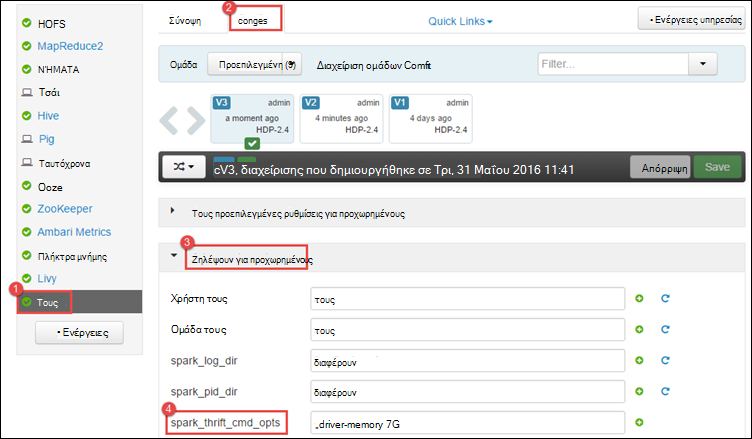 HOFS
MapReduce2
ΝΉΜΑΤΑ
Τσάι
Hive
Pig
Ταυτόχρονα
Ooze
ZooKeeper
Ambari Metrics
Πλήκτρα μνήμης
Livy
1
Τους
• Ενέργειες
Σύνοψη
2
conges
Quick Links
• Ενέργειες υπηρεσίας
Ομάδα
Προεπιλεγμένη (9)
Διαχείριση ομάδων Comfit
Filter...
V3 admin
a moment ago
HDP-2.4
V2 admin
4 minutes ago
HDP-2.4
V1 admin
4 days ago
HDP-2.4
cV3, διαχείρισης που δημιουργήθηκε σε Τρι, 31 Μαΐου 2016 11:41
Απόρριψη
Save
Τους προεπιλεγμένες ρυθμίσεις για προχωρημένους
3
Ζηλέψουν για προχωρημένους
Χρήστη τους
τους
Ομάδα τους
τους
spark_log_dir
διαφέρουν
spark_pid_dir
διαφέρουν
4
spark_thrift_cmd_opts
„driver-memory 7G